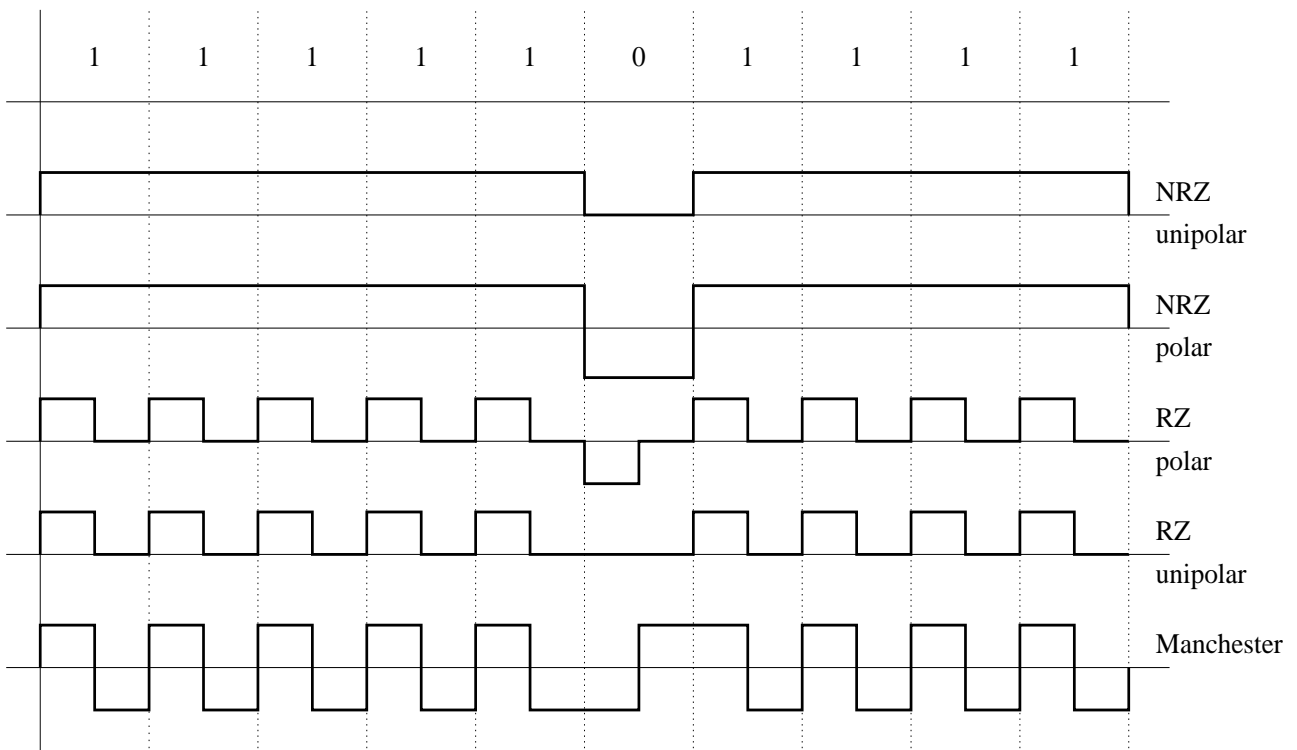 1 1 1 1 1 0 1 1 1 1
NRZ
unipolar
NRZ
polar
RZ
polar
RZ
unipolar
Manchester